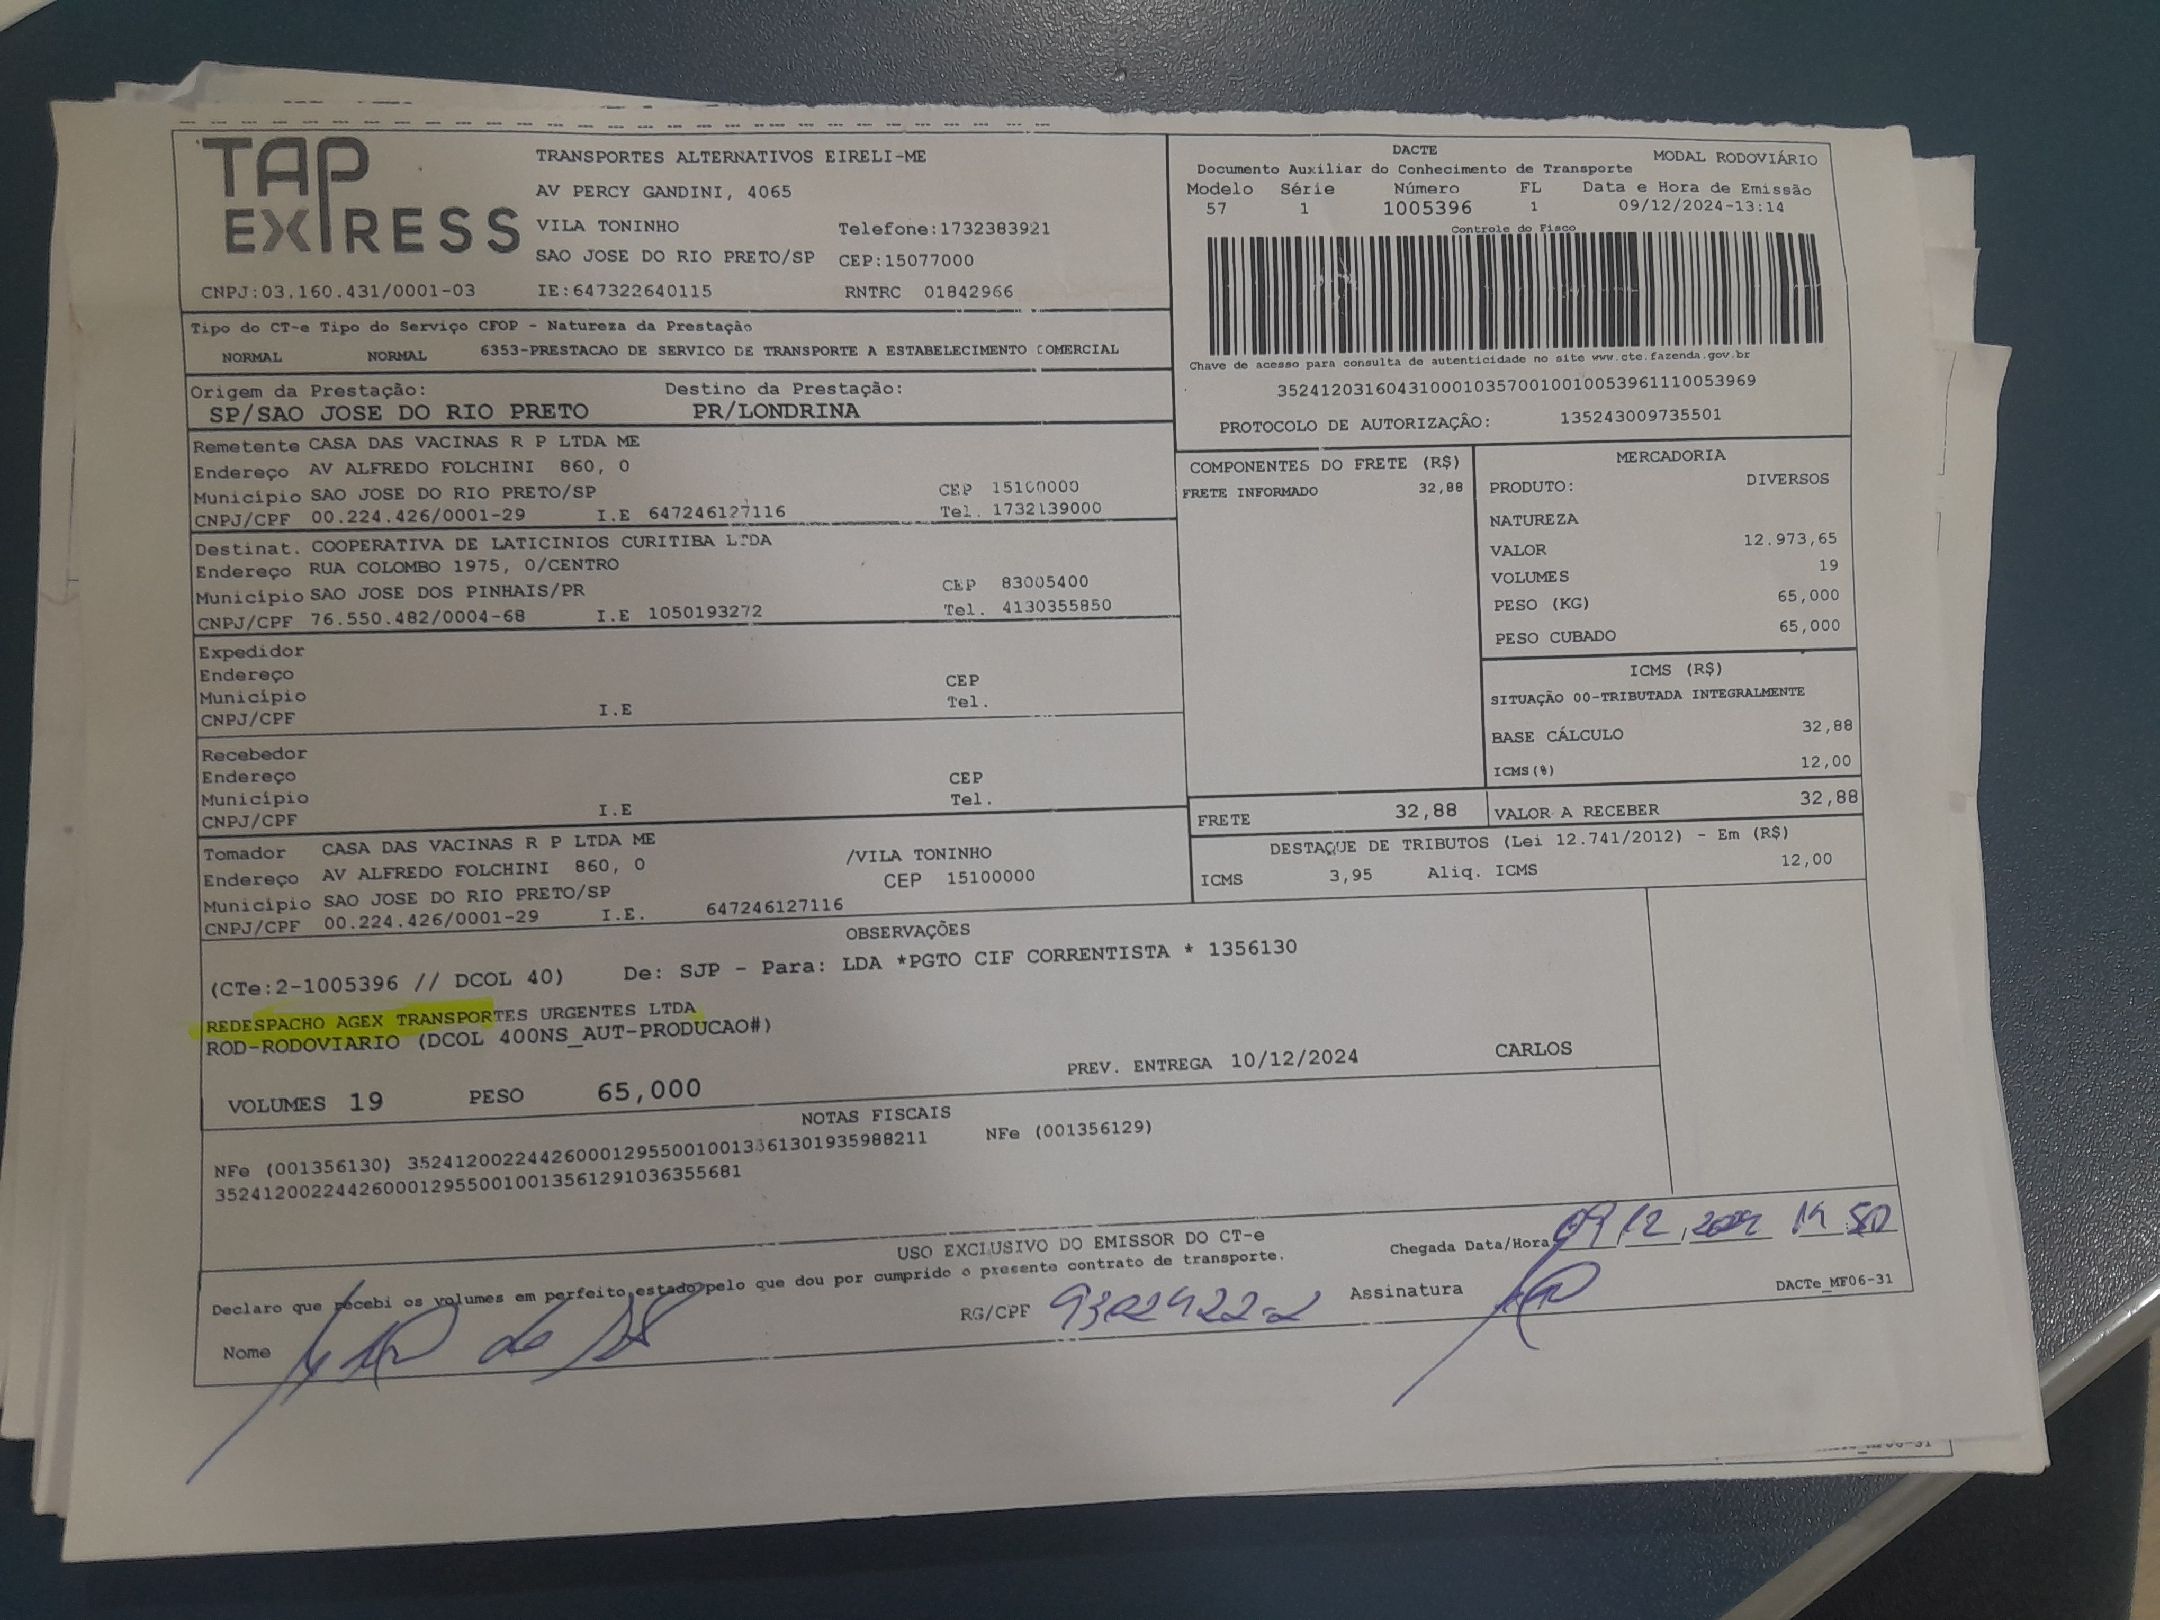 TAP EXPRESS
TRANSPORTES ALTERNATIVOS EIRELI-ME
AV PERCY GANDINI, 4065
VILA TONINHO Telefone:1732383921
SAO JOSE DO RIO PRETO/SP CEP:15077000
CNPJ:03.160.431/0001-03 IE:647322640115 RNTRC 01842966
DACTE MODAL RODOVIÁRIO
Documento Auxiliar do Conhecimento de Transporte
Modelo Série Número FL Data e Hora de Emissão
57 1 1005396 1 09/12/2024-13:14
Controle do Fisco
Chave de acesso para consulta de autenticidade no site www.cte.fazenda.gov.br
35241203160431000103570010010053961110053969
PROTOCOLO DE AUTORIZAÇÃO: 135243009735501
Tipo do CT-e Tipo do Serviço CFOP - Natureza da Prestação
NORMAL NORMAL 6353-PRESTACAO DE SERVICO DE TRANSPORTE A ESTABELECIMENTO COMERCIAL
Origem da Prestação: Destino da Prestação:
SP/SAO JOSE DO RIO PRETO PR/LONDRINA
Remetente CASA DAS VACINAS R P LTDA ME
Endereço AV ALFREDO FOLCHINI 860, 0
Município SAO JOSE DO RIO PRETO/SP CEP 15100000
CNPJ/CPF 00.224.426/0001-29 I.E 647246127116 Tel. 1732139000
Destinat. COOPERATIVA DE LATICINIOS CURITIBA LTDA
Endereço RUA COLOMBO 1975, 0/CENTRO
Município SAO JOSE DOS PINHAIS/PR CEP 83005400
CNPJ/CPF 76.550.482/0004-68 I.E 1050193272 Tel. 4130355850
Expedidor
Endereço
Município CEP
CNPJ/CPF I.E Tel.
Recebedor
Endereço
Município CEP
CNPJ/CPF I.E Tel.
Tomador CASA DAS VACINAS R P LTDA ME
Endereço AV ALFREDO FOLCHINI 860, 0 /VILA TONINHO
Município SAO JOSE DO RIO PRETO/SP CEP 15100000
CNPJ/CPF 00.224.426/0001-29 I.E. 647246127116
COMPONENTES DO FRETE (R$)
FRETE INFORMADO 32,88
MERCADORIA
PRODUTO: DIVERSOS
NATUREZA
VALOR 12.973,65
VOLUMES 19
PESO (KG) 65,000
PESO CUBADO 65,000
ICMS (R$)
SITUAÇÃO 00-TRIBUTADA INTEGRALMENTE
BASE CÁLCULO 32,88
ICMS(%) 12,00
FRETE 32,88 VALOR A RECEBER 32,88
DESTAQUE DE TRIBUTOS (Lei 12.741/2012) - Em (R$)
ICMS 3,95 Aliq. ICMS 12,00
OBSERVAÇÕES
(CTe:2-1005396 // DCOL 40) De: SJP - Para: LDA *PGTO CIF CORRENTISTA * 1356130
REDESPACHO AGEX TRANSPORTES URGENTES LTDA
ROD-RODOVIARIO (DCOL 400NS_AUT-PRODUCAO#)
PREV. ENTREGA 10/12/2024 CARLOS
VOLUMES 19 PESO 65,000
NOTAS FISCAIS
NFe (001356130) 35241200224426000129550010013561301935988211 NFe (001356129)
35241200224426000129550010013561291036355681
USO EXCLUSIVO DO EMISSOR DO CT-e
Declaro que recebi os volumes em perfeito estado pelo que dou por cumprido o presente contrato de transporte.
Chegada Data/Hora 09 12 2024
Nome RG/CPF Assinatura
DACTe_MF06-31